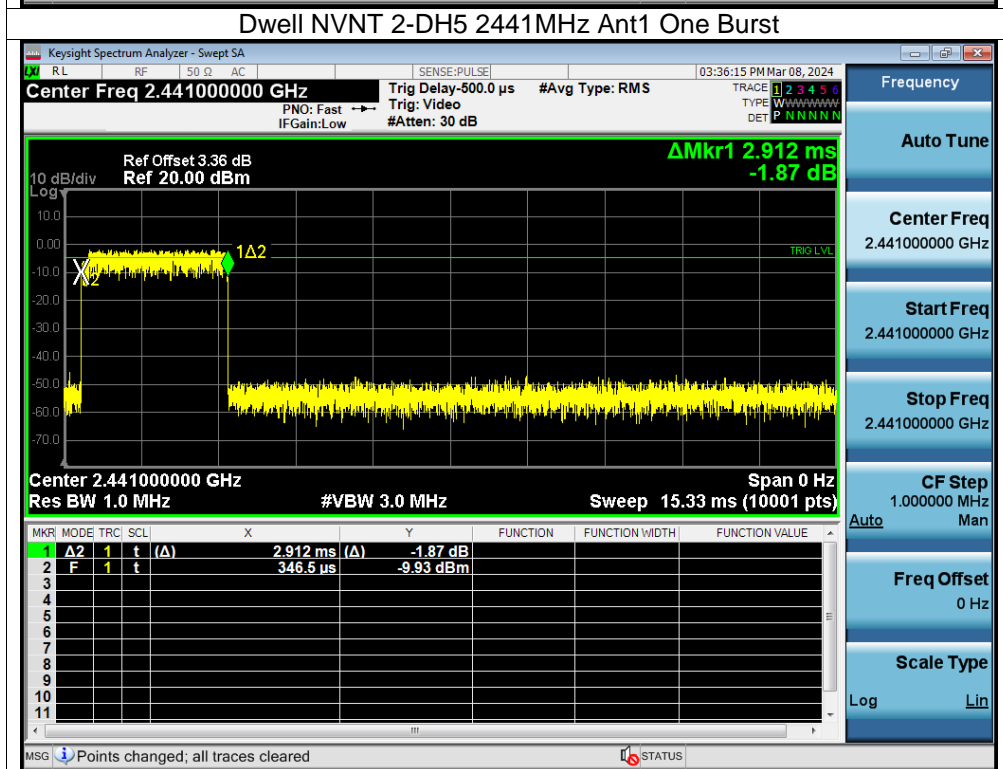 Dwell NVNT 2-DH5 2441MHz Ant1 One Burst
Keysight Spectrum Analyzer - Swept SA
LXI RL RF 50 Ω AC SENSE:PULSE 03:36:15 PM Mar 08, 2024
Center Freq 2.441000000 GHz
PNO: Fast
IFGain:Low
Trig Delay-500.0 µs #Avg Type: RMS
Trig: Video
#Atten: 30 dB
TRACE 1 2 3 4 5 6
TYPE WWWWWW
DET P N N N N N
Frequency
ΔMkr1 2.912 ms
-1.87 dB
Ref Offset 3.36 dB
10 dB/div Ref 20.00 dBm
Log
10.0
0.00
-10.0
-20.0
-30.0
-40.0
-50.0
-60.0
-70.0
1Δ2
X2
TRIG LVL
Center 2.441000000 GHz Span 0 Hz
Res BW 1.0 MHz #VBW 3.0 MHz Sweep 15.33 ms (10001 pts)
MKR MODE TRC SCL X Y FUNCTION FUNCTION WIDTH FUNCTION VALUE
1 Δ2 1 t (Δ) 2.912 ms (Δ) -1.87 dB
2 F 1 t 346.5 µs -9.93 dBm
3
4
5
6
7
8
9
10
11
Auto Tune
Center Freq
2.441000000 GHz
Start Freq
2.441000000 GHz
Stop Freq
2.441000000 GHz
CF Step
1.000000 MHz
Auto Man
Freq Offset
0 Hz
Scale Type
Log Lin
MSG Points changed; all traces cleared STATUS